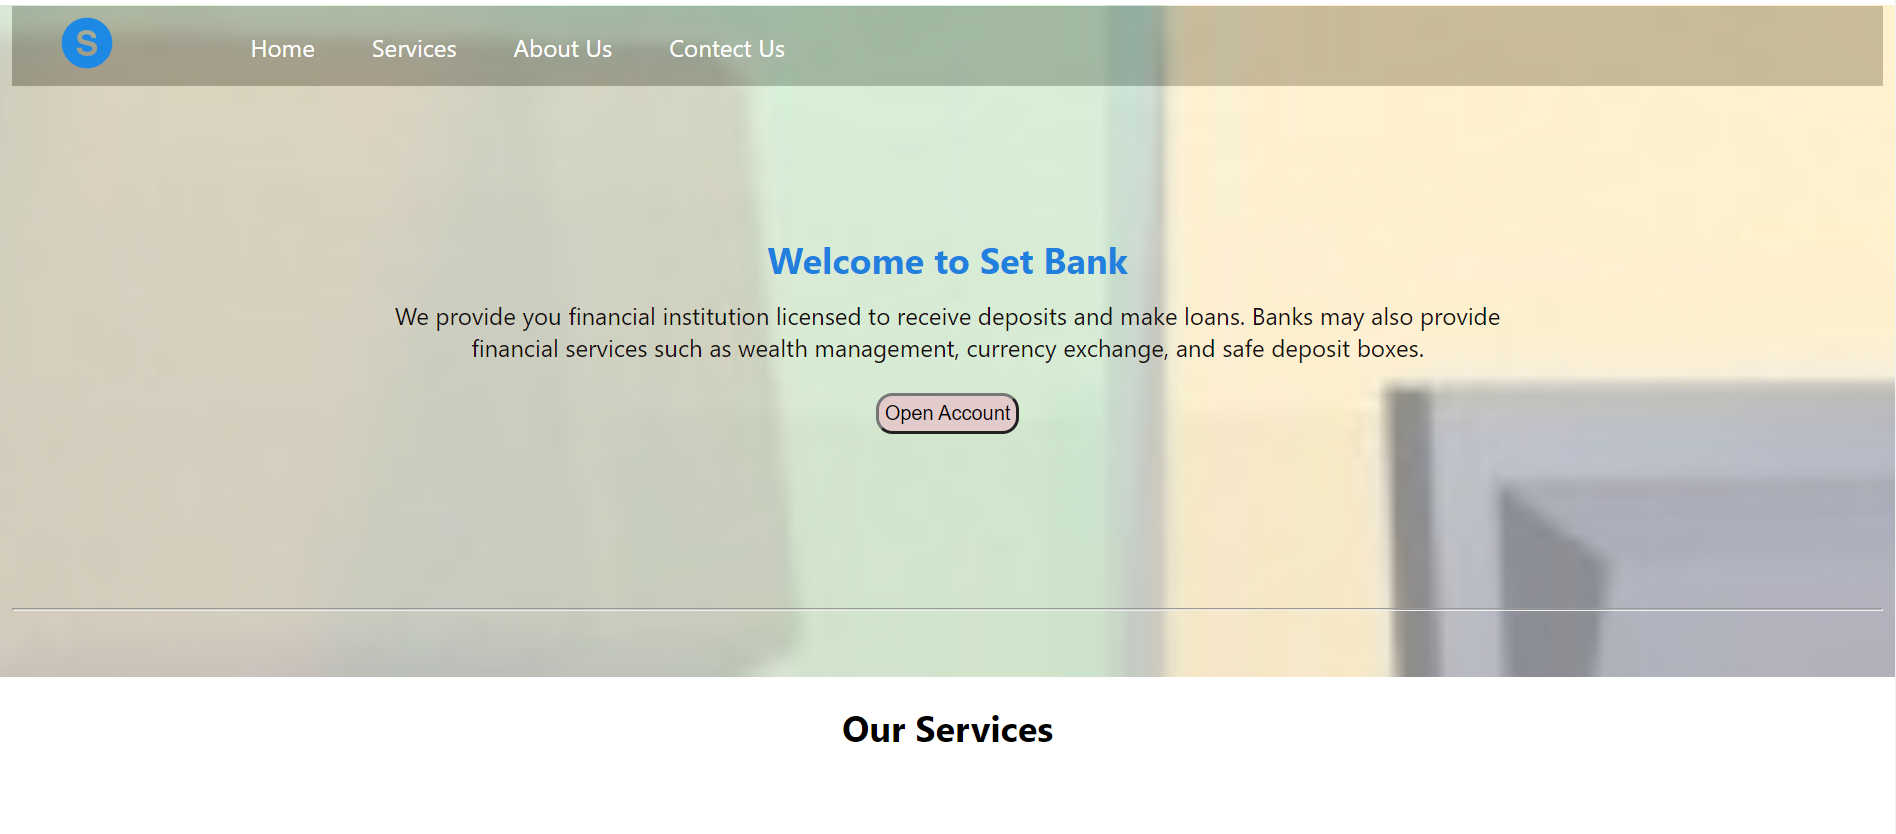 S
Home Services About Us Contect Us
Welcome to Set Bank
We provide you financial institution licensed to receive deposits and make loans. Banks may also provide
financial services such as wealth management, currency exchange, and safe deposit boxes.
Open Account
Our Services